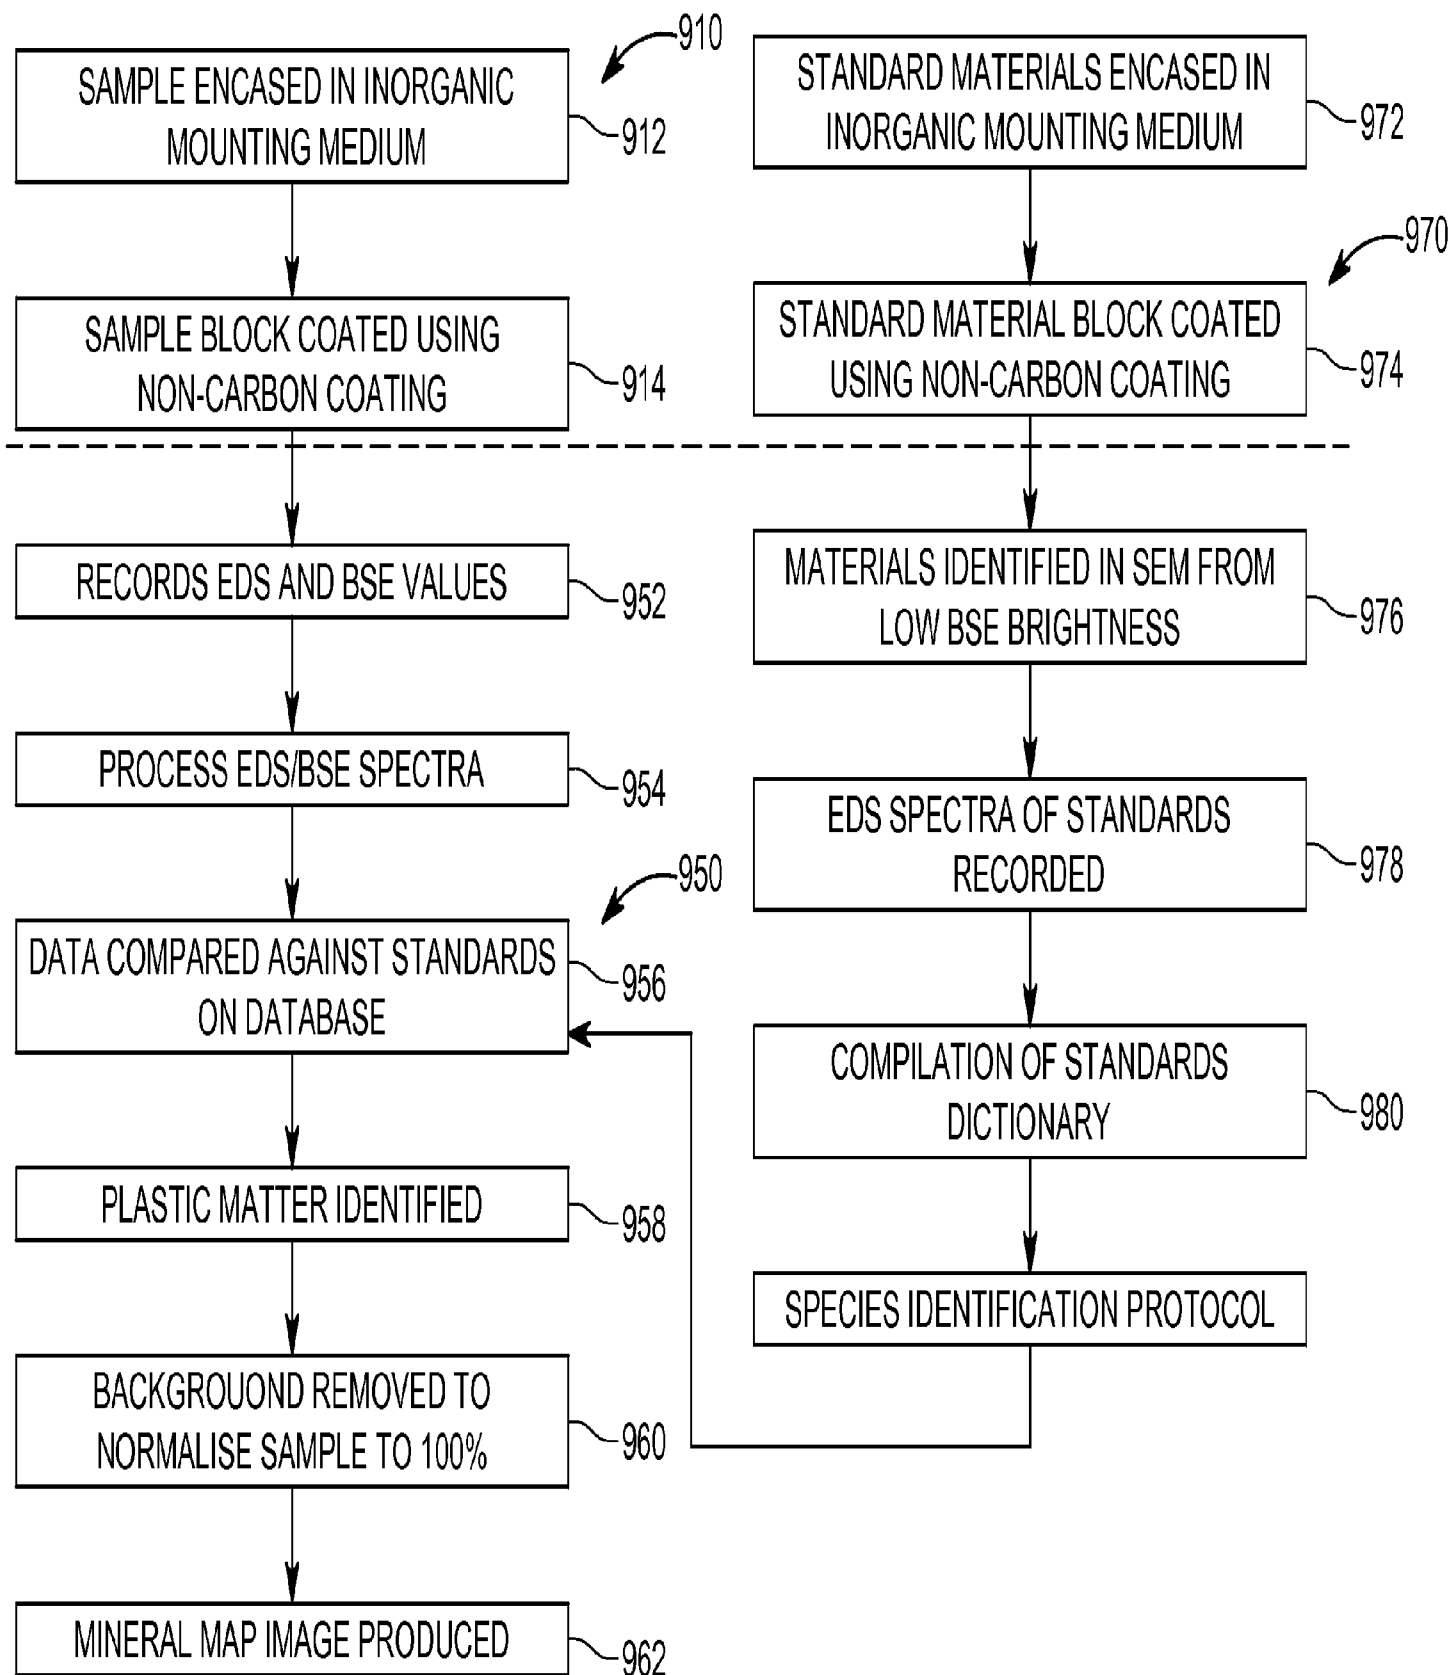 910
SAMPLE ENCASED IN INORGANIC
MOUNTING MEDIUM
912
SAMPLE BLOCK COATED USING
NON-CARBON COATING
914
RECORDS EDS AND BSE VALUES
952
PROCESS EDS/BSE SPECTRA
954
950
DATA COMPARED AGAINST STANDARDS
ON DATABASE
956
PLASTIC MATTER IDENTIFIED
958
BACKGROUOND REMOVED TO
NORMALISE SAMPLE TO 100%
960
MINERAL MAP IMAGE PRODUCED
962
STANDARD MATERIALS ENCASED IN
INORGANIC MOUNTING MEDIUM
972
970
STANDARD MATERIAL BLOCK COATED
USING NON-CARBON COATING
974
MATERIALS IDENTIFIED IN SEM FROM
LOW BSE BRIGHTNESS
976
EDS SPECTRA OF STANDARDS
RECORDED
978
COMPILATION OF STANDARDS
DICTIONARY
980
SPECIES IDENTIFICATION PROTOCOL